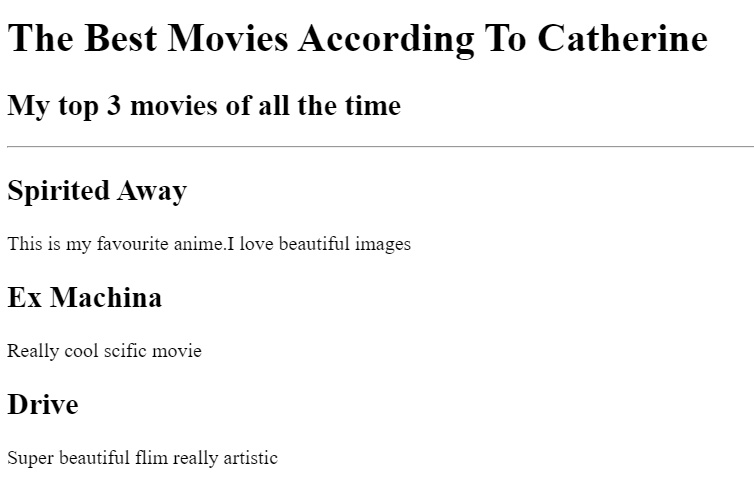 The Best Movies According To Catherine
My top 3 movies of all the time
Spirited Away
This is my favourite anime.I love beautiful images
Ex Machina
Really cool scific movie
Drive
Super beautiful flim really artistic